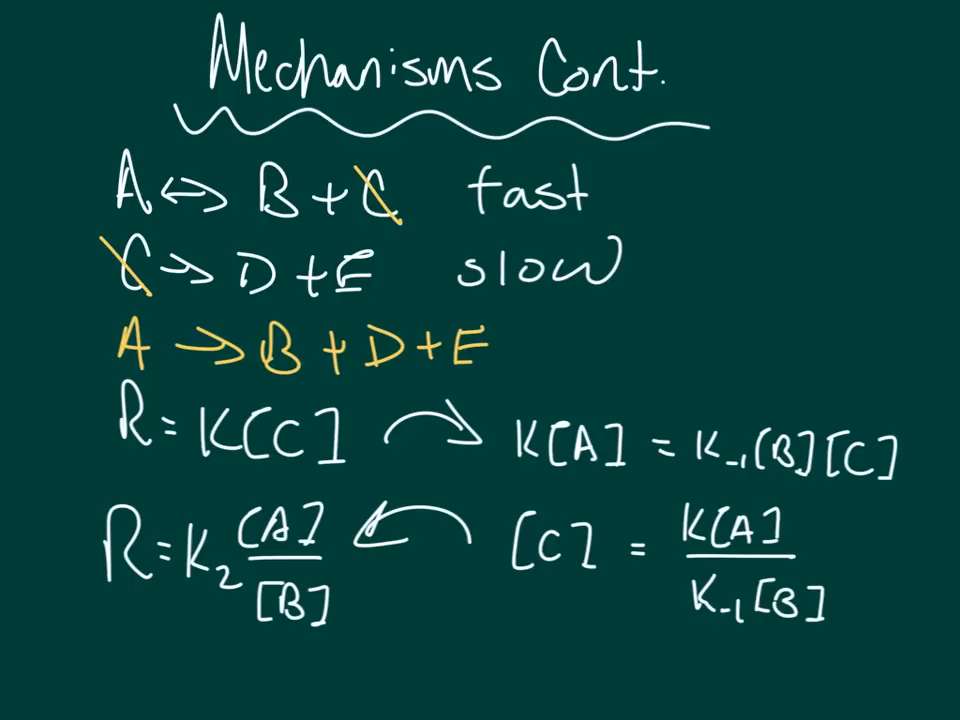 Mechanisms Cont.
A ↔ B + C fast
C → D + E slow
A → B + D + E
R = K[C] K[A] = K₋₁[B][C]
R = K₂ [A]/[B] [C] = K[A]/K₋₁[B]